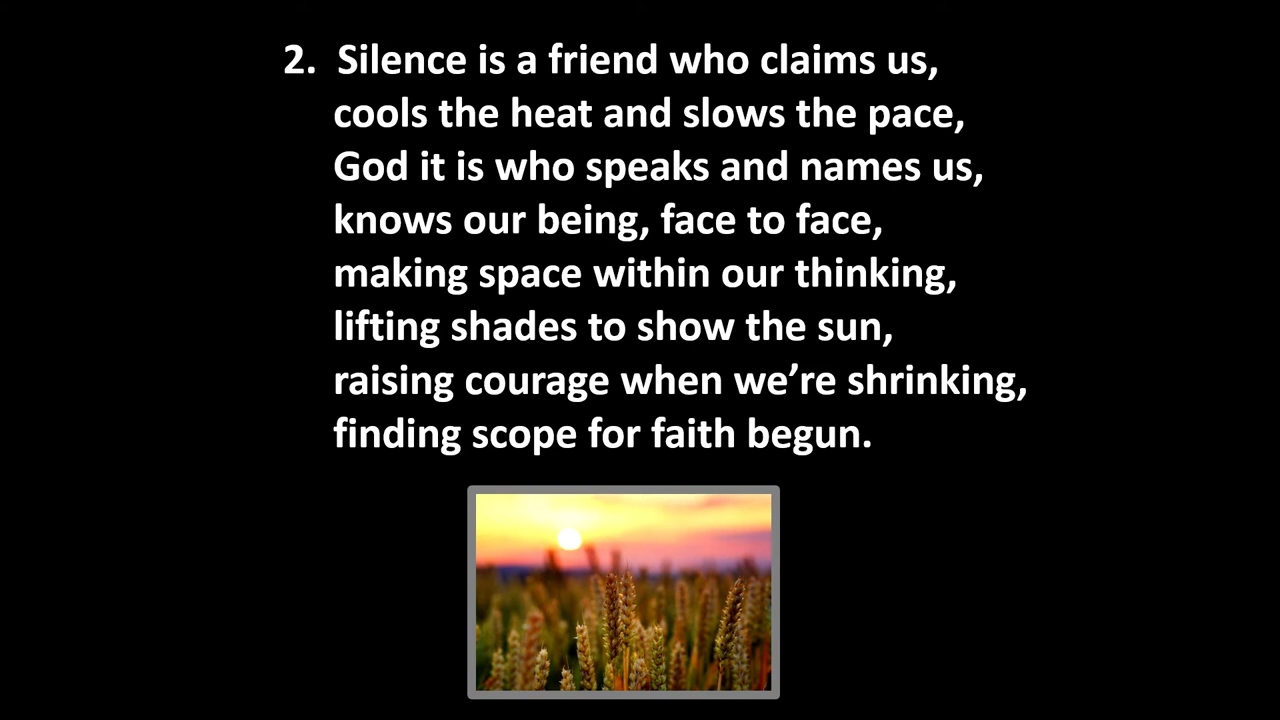 2. Silence is a friend who claims us,
cools the heat and slows the pace,
God it is who speaks and names us,
knows our being, face to face,
making space within our thinking,
lifting shades to show the sun,
raising courage when we’re shrinking,
finding scope for faith begun.